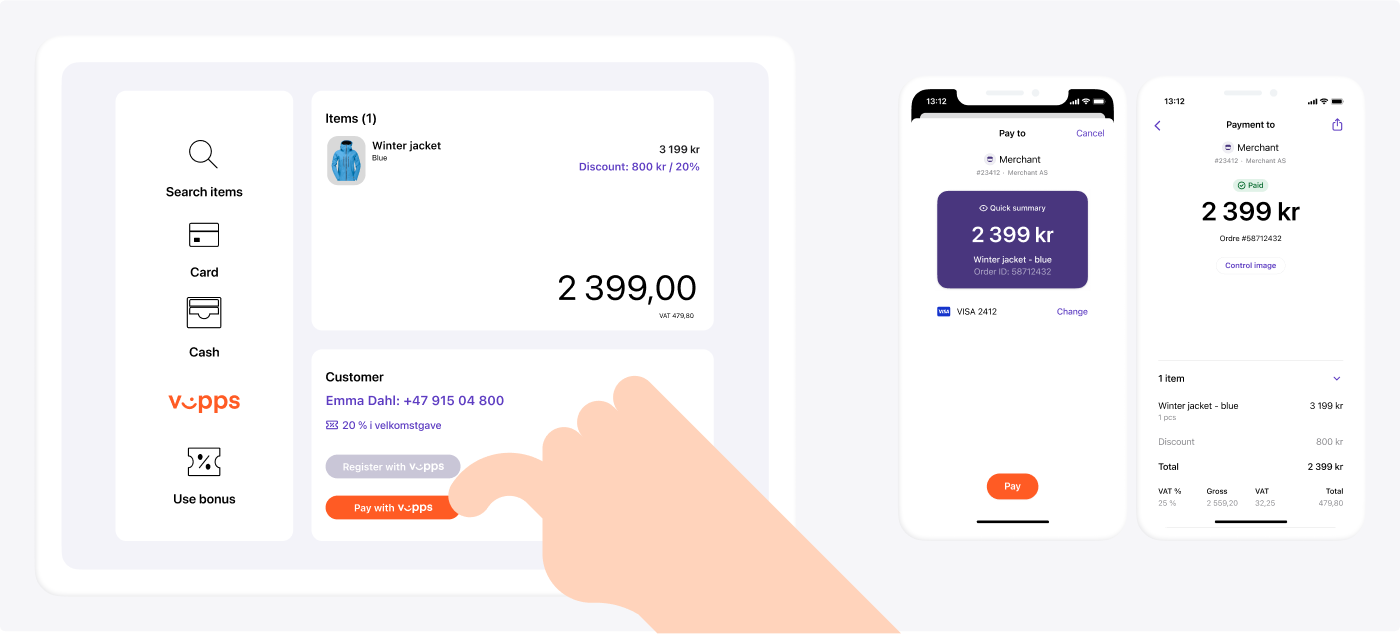 Search items
Card
Cash
vipps
Use bonus
Items (1)
Winter jacket
Blue
3 199 kr
Discount: 800 kr / 20%
2 399,00
VAT 479,80
Customer
Emma Dahl: +47 915 04 800
20 % i velkomstgave
Register with vipps
Pay with vipps
13:12
Pay to
Cancel
Merchant
#23412 · Merchant AS
Quick summary
2 399 kr
Winter jacket - blue
Order ID: 58712432
VISA VISA 2412
Change
Pay
13:12
Payment to
Merchant
#23412 · Merchant AS
Paid
2 399 kr
Ordre #58712432
Control image
1 item
Winter jacket - blue 3 199 kr
1 pcs
Discount 800 kr
Total 2 399 kr
VAT % Gross VAT Total
25 % 2 559,20 32,25 479,80